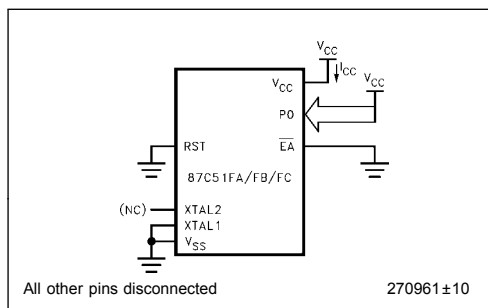 VCC
ICC
VCC
VCC
P0
EA
RST
87C51FA/FB/FC
(NC)
XTAL2
XTAL1
VSS
All other pins disconnected
270961±10